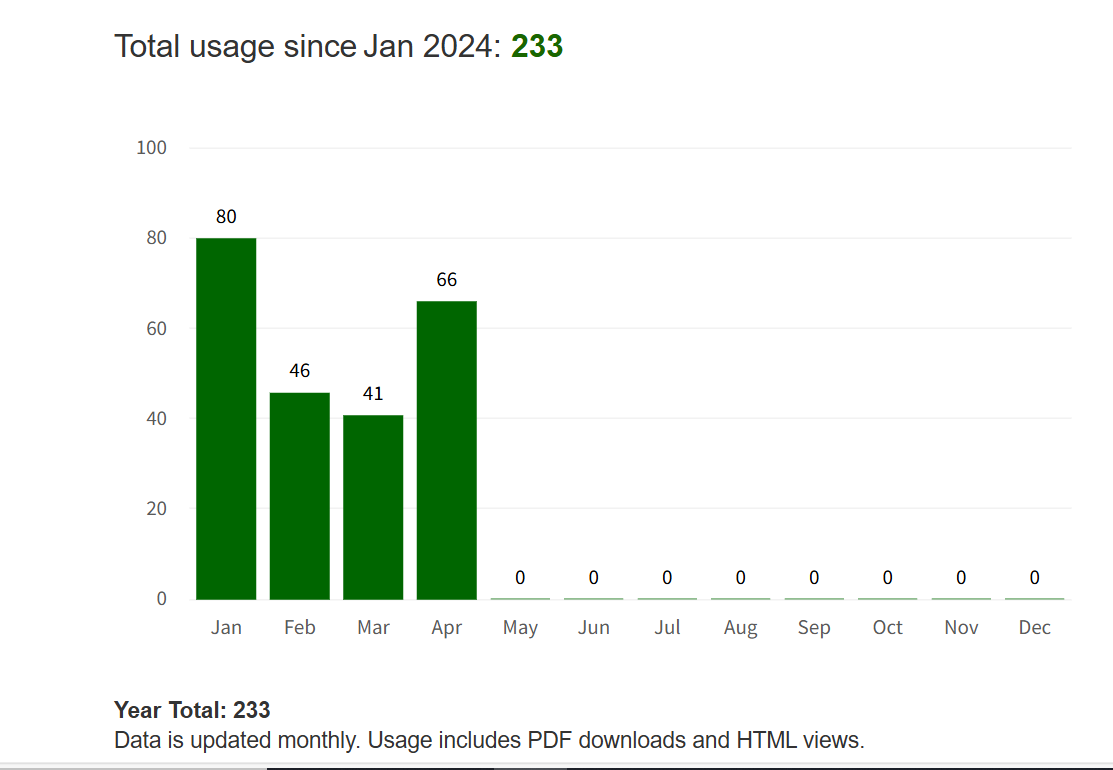 Total usage since Jan 2024: 233
100
80
80
66
60
46
41
40
20
0 0 0 0 0 0 0 0
0
Jan Feb Mar Apr May Jun Jul Aug Sep Oct Nov Dec
Year Total: 233
Data is updated monthly. Usage includes PDF downloads and HTML views.